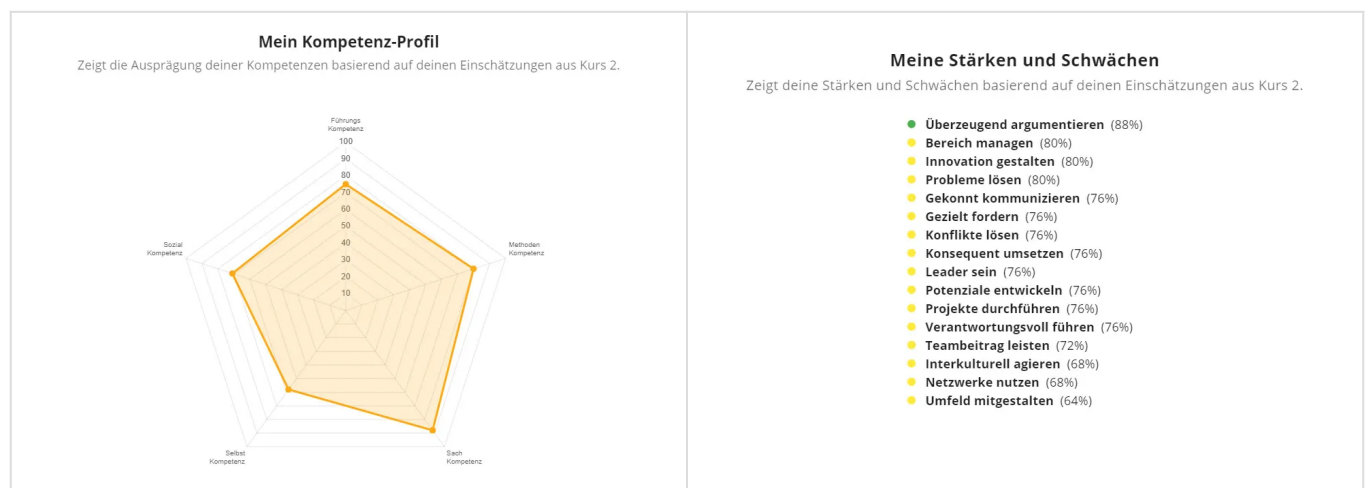 Mein Kompetenz-Profil
Zeigt die Ausprägung deiner Kompetenzen basierend auf deinen Einschätzungen aus Kurs 2.
Führungs
Kompetenz
100
90
80
70
60
50
40
30
20
10
Methoden
Kompetenz
Sach
Kompetenz
Selbst
Kompetenz
Sozial
Kompetenz
Meine Stärken und Schwächen
Zeigt deine Stärken und Schwächen basierend auf deinen Einschätzungen aus Kurs 2.
Überzeugend argumentieren (88%)
Bereich managen (80%)
Innovation gestalten (80%)
Probleme lösen (80%)
Gekonnt kommunizieren (76%)
Gezielt fordern (76%)
Konflikte lösen (76%)
Konsequent umsetzen (76%)
Leader sein (76%)
Potenziale entwickeln (76%)
Projekte durchführen (76%)
Verantwortungsvoll führen (76%)
Teambeitrag leisten (72%)
Interkulturell agieren (68%)
Netzwerke nutzen (68%)
Umfeld mitgestalten (64%)